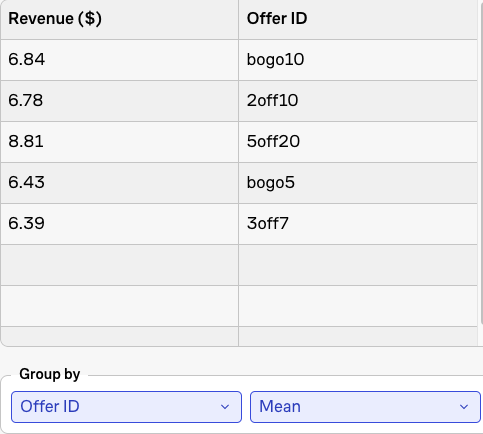 Revenue ($) Offer ID
6.84 bogo10
6.78 2off10
8.81 5off20
6.43 bogo5
6.39 3off7
Group by
Offer ID Mean